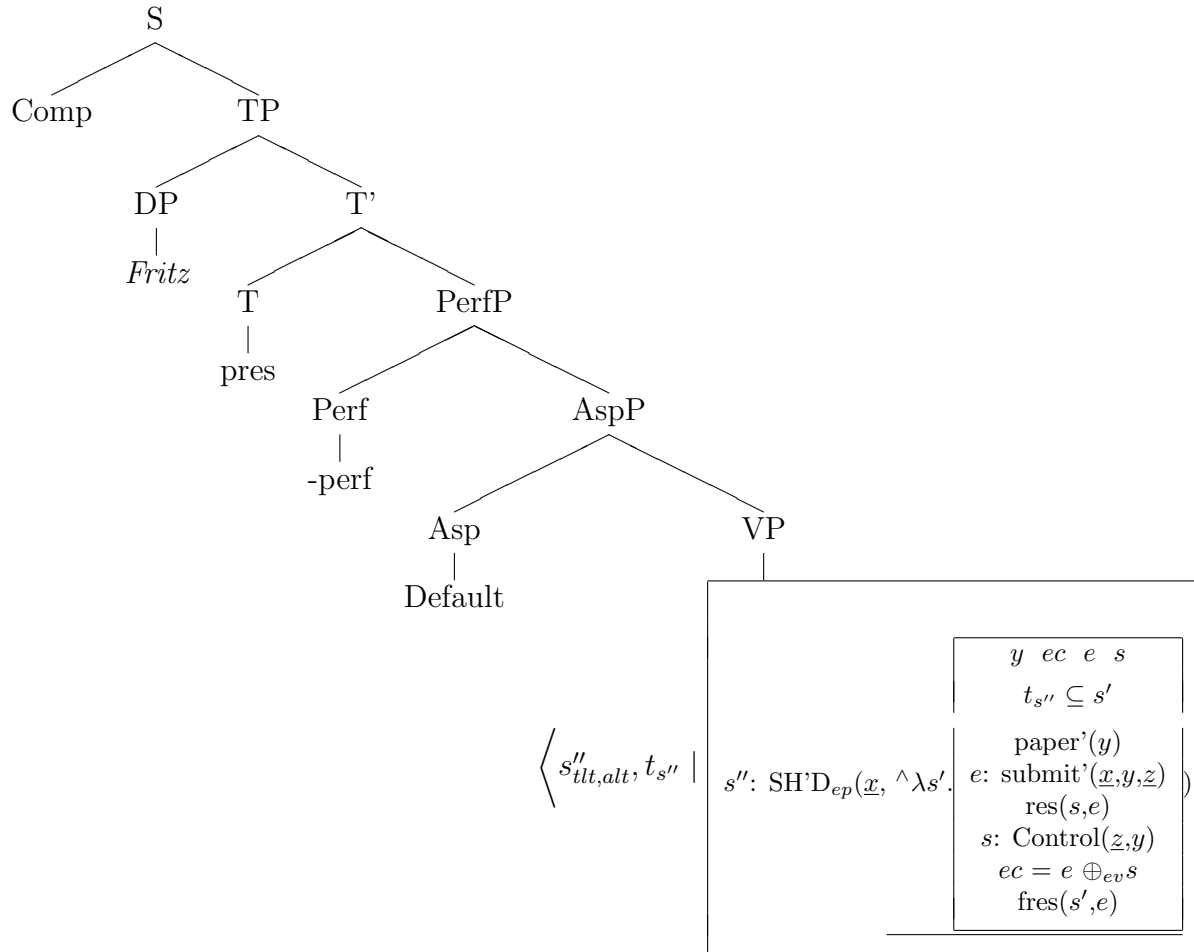 S
Comp TP
DP T’
Fritz T PerfP
pres Perf AspP
-perf Asp VP
Default
y ec e s
t_{s″} ⊆ s′
⟨s″_{tlt,alt}, t_{s″} | s″: SH’D_{ep}(x, ^λs′. )
paper’(y)
e: submit’(x,y,z)
res(s,e)
s: Control(z,y)
ec = e ⊕_{ev} s
fres(s′,e)